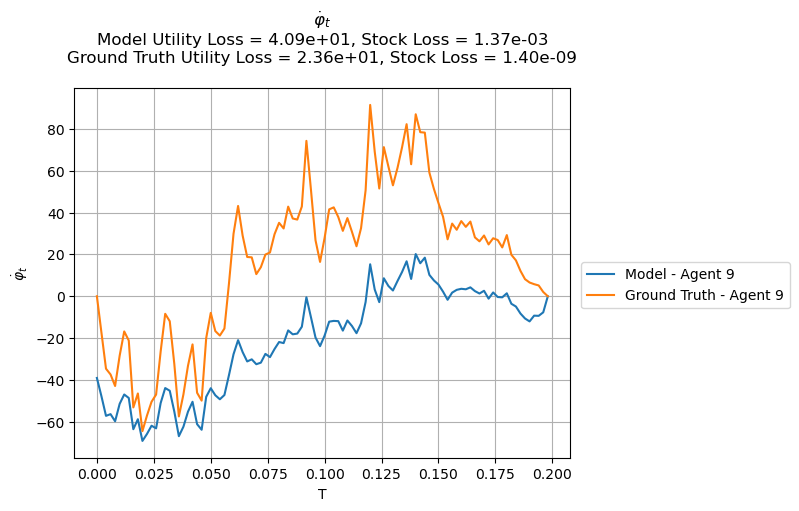 φ̇ₜ
Model Utility Loss = 4.09e+01, Stock Loss = 1.37e-03
Ground Truth Utility Loss = 2.36e+01, Stock Loss = 1.40e-09
φ̇ₜ
80
60
40
20
0
−20
−40
−60
0.000
0.025
0.050
0.075
0.100
0.125
0.150
0.175
0.200
T
Model - Agent 9
Ground Truth - Agent 9